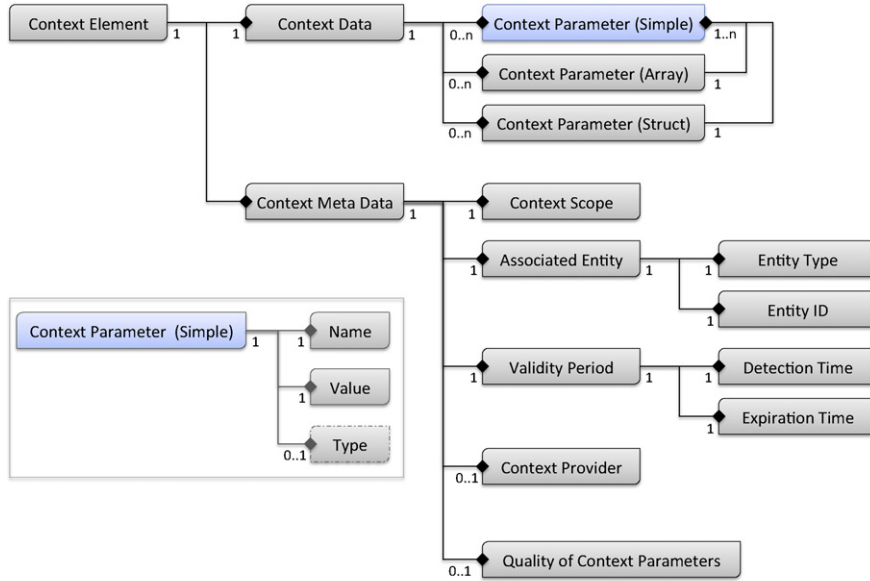 Context Element
1
1
Context Data
1
0..n
Context Parameter (Simple)
1..n
0..n
Context Parameter (Array)
1
0..n
Context Parameter (Struct)
1
Context Meta Data
1
1
Context Scope
1
Associated Entity
1
1
Entity Type
1
Entity ID
1
Validity Period
1
1
Detection Time
1
Expiration Time
0..1
Context Provider
0..1
Quality of Context Parameters
Context Parameter (Simple)
1
1
Name
1
Value
0..1
Type